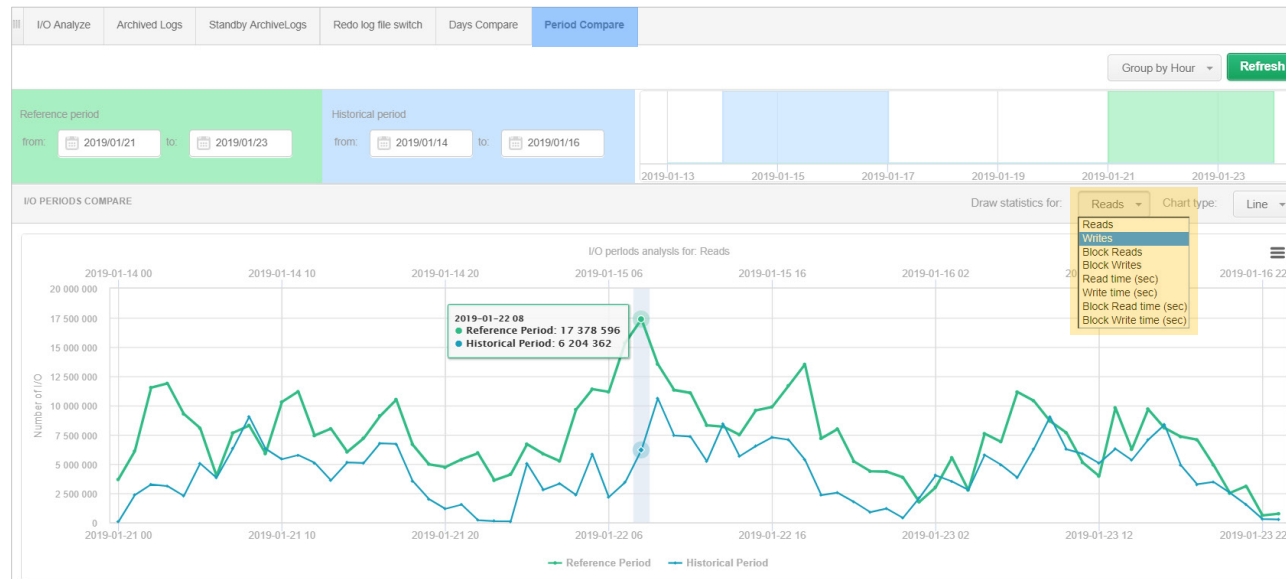 I/O Analyze Archived Logs Standby ArchiveLogs Redo log file switch Days Compare Period Compare
Group by Hour Refresh
Reference period Historical period
from: 2019/01/21 to: 2019/01/23 from: 2019/01/14 to: 2019/01/16
2019-01-13 2019-01-15 2019-01-17 2019-01-19 2019-01-21 2019-01-23
I/O PERIODS COMPARE Draw statistics for: Reads Chart type: Line
Reads
Writes
Block Reads
Block Writes
Read time (sec)
Write time (sec)
Block Read time (sec)
Block Write time (sec)
I/O periods analysis for: Reads
2019-01-14 00 2019-01-14 10 2019-01-14 20 2019-01-15 06 2019-01-15 16 2019-01-16 02 2019-01-16 22
20 000 000
17 500 000
15 000 000
12 500 000
10 000 000
7 500 000
5 000 000
2 500 000
0
Number of I/O
2019-01-22 08
Reference Period: 17 378 596
Historical Period: 6 204 362
2019-01-21 00 2019-01-21 10 2019-01-21 20 2019-01-22 06 2019-01-22 16 2019-01-23 02 2019-01-23 12 2019-01-23 22
Reference Period Historical Period